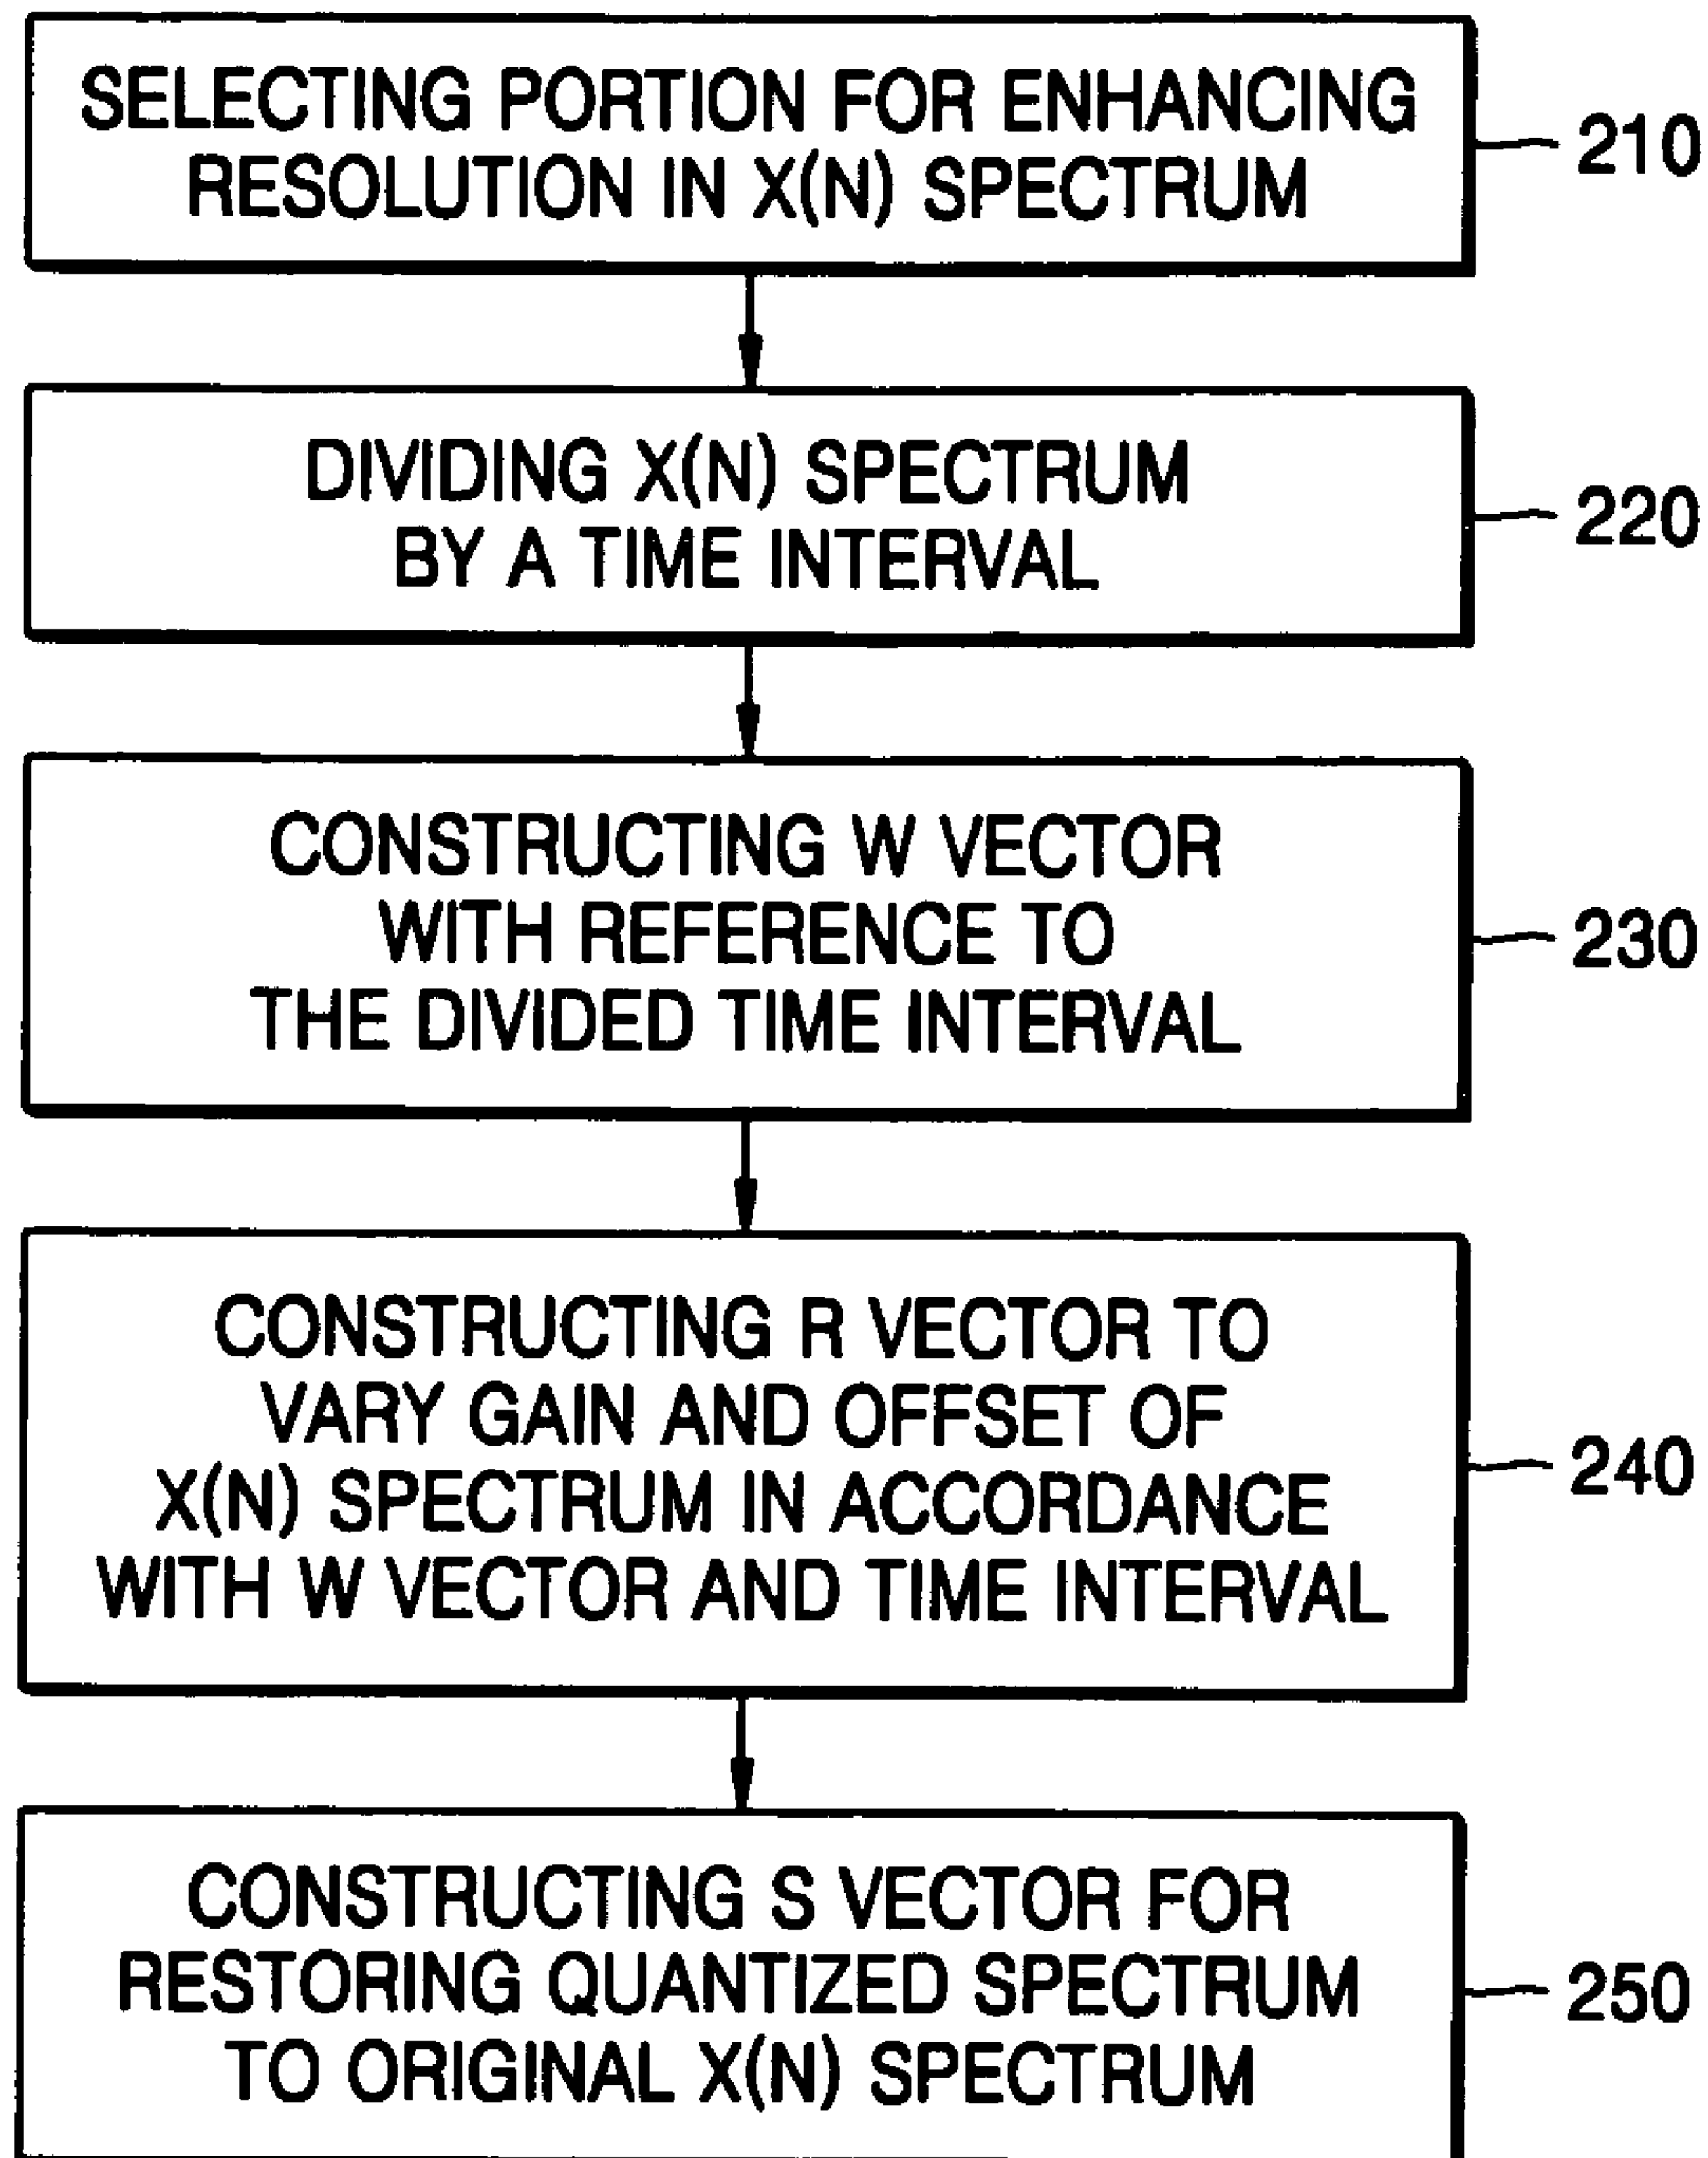 SELECTING PORTION FOR ENHANCING
RESOLUTION IN X(N) SPECTRUM
210
DIVIDING X(N) SPECTRUM
BY A TIME INTERVAL
220
CONSTRUCTING W VECTOR
WITH REFERENCE TO
THE DIVIDED TIME INTERVAL
230
CONSTRUCTING R VECTOR TO
VARY GAIN AND OFFSET OF
X(N) SPECTRUM IN ACCORDANCE
WITH W VECTOR AND TIME INTERVAL
240
CONSTRUCTING S VECTOR FOR
RESTORING QUANTIZED SPECTRUM
TO ORIGINAL X(N) SPECTRUM
250